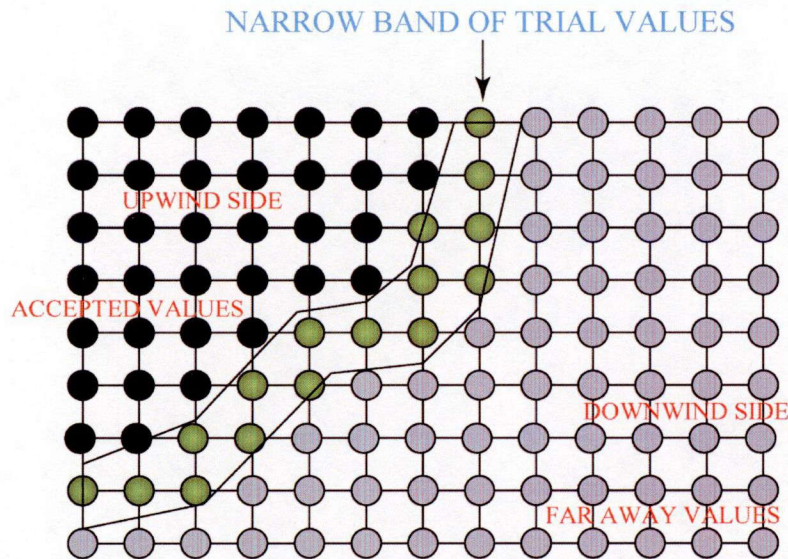 NARROW BAND OF TRIAL VALUES
UPWIND SIDE
ACCEPTED VALUES
DOWNWIND SIDE
FAR AWAY VALUES